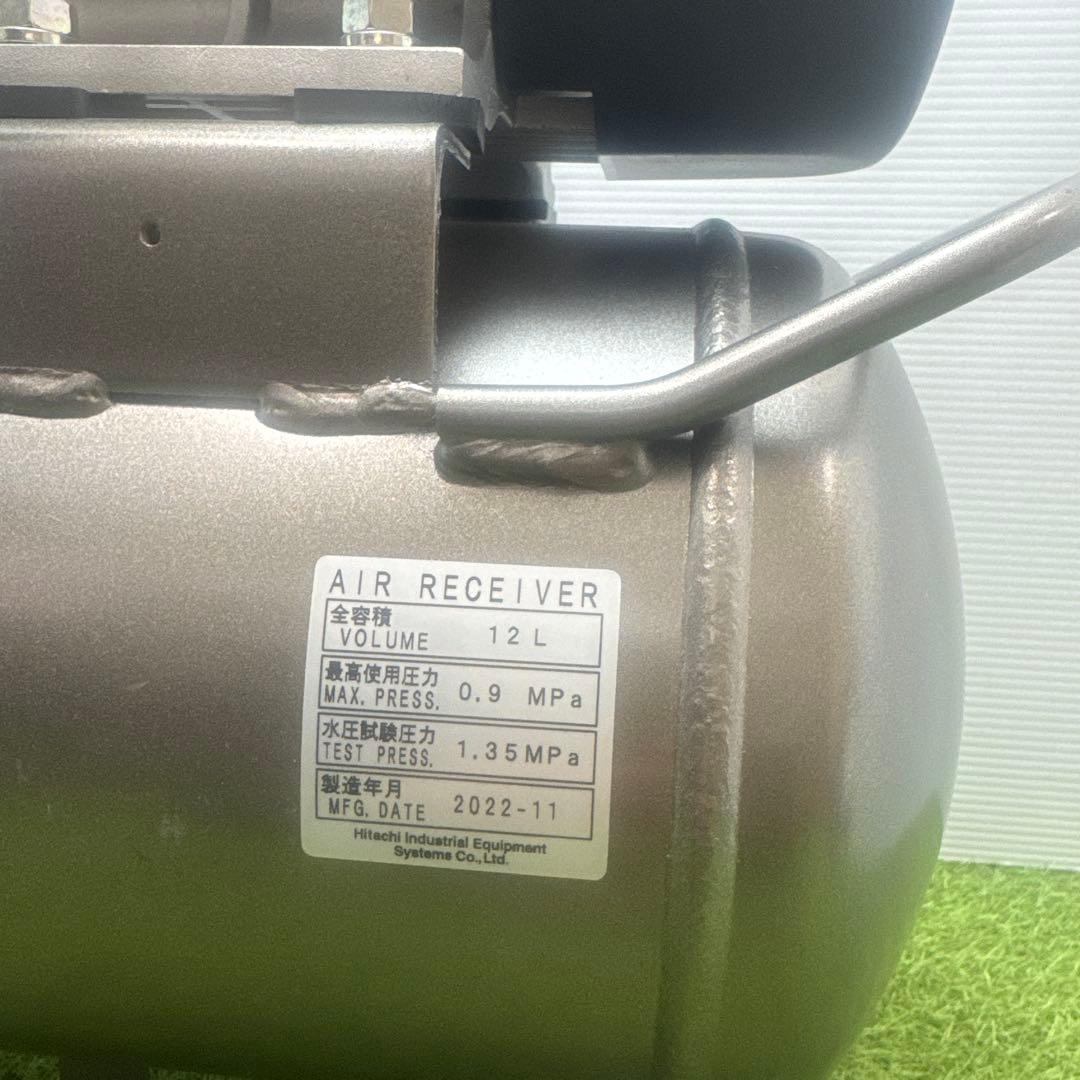 AIR RECEIVER
全容積
VOLUME 12L
最高使用圧力
MAX. PRESS. 0.9 MPa
水圧試験圧力
TEST PRESS. 1.35MPa
製造年月
MFG. DATE 2022-11
Hitachi Industrial Equipment
Systems Co.,Ltd.